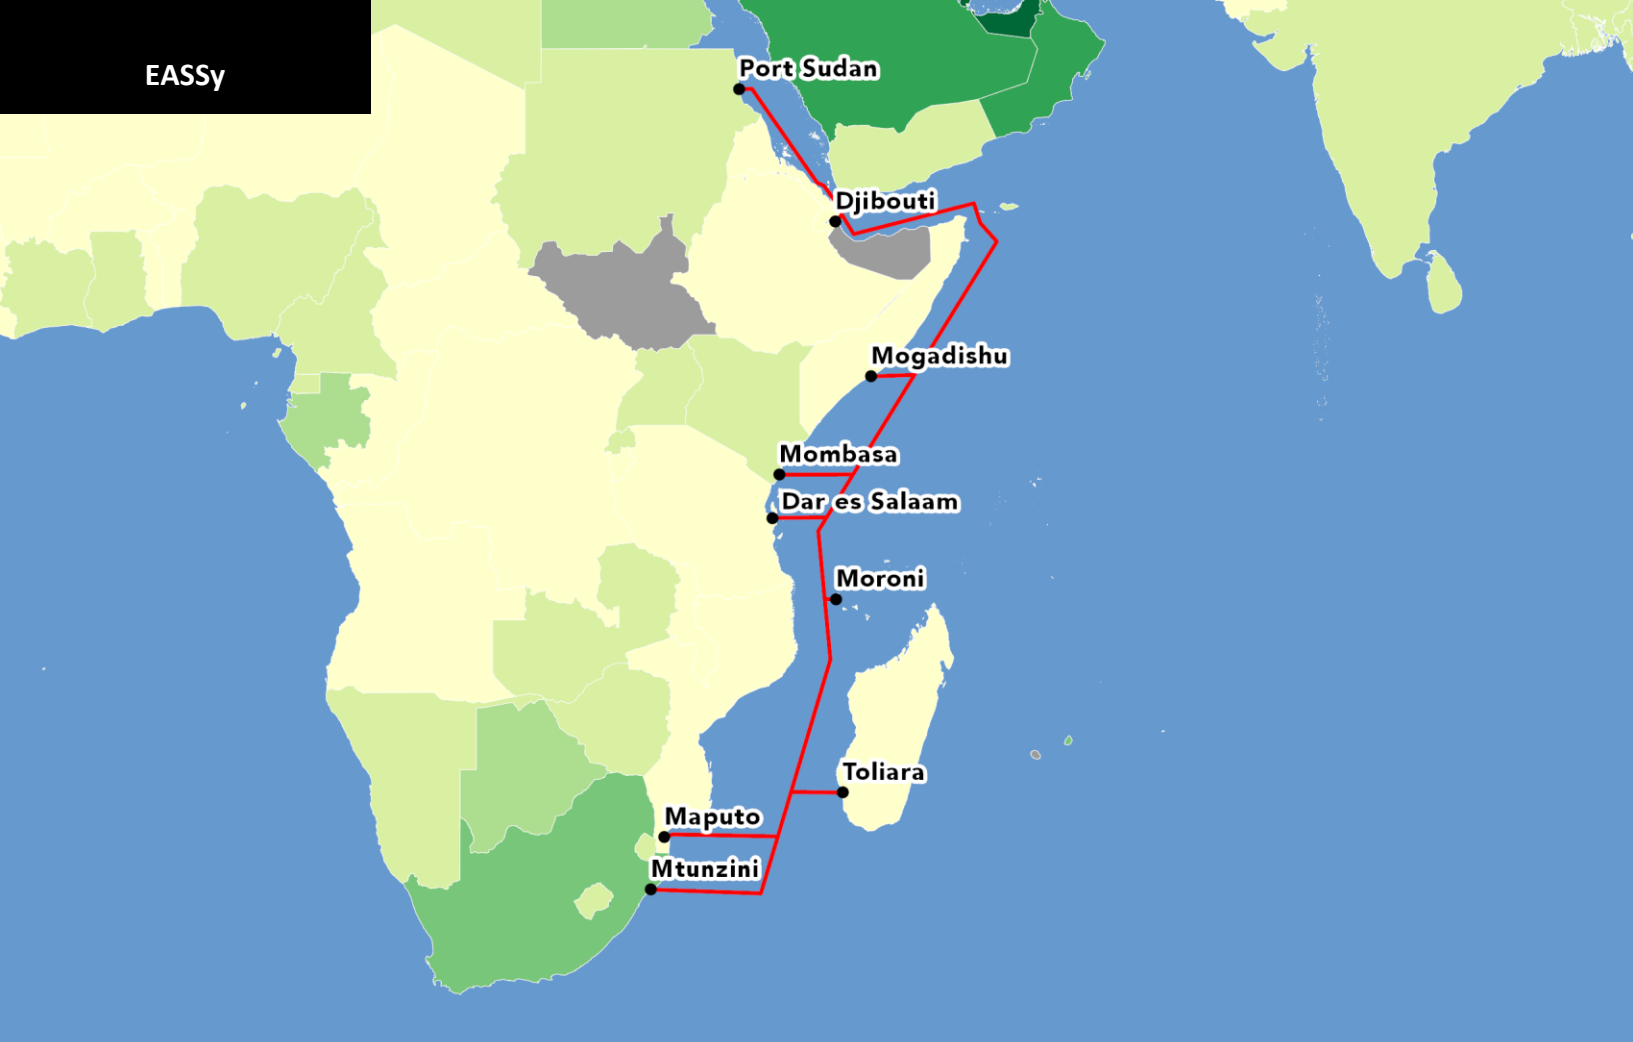 EASSy
Port Sudan
Djibouti
Mogadishu
Mombasa
Dar es Salaam
Moroni
Toliara
Maputo
Mtunzini